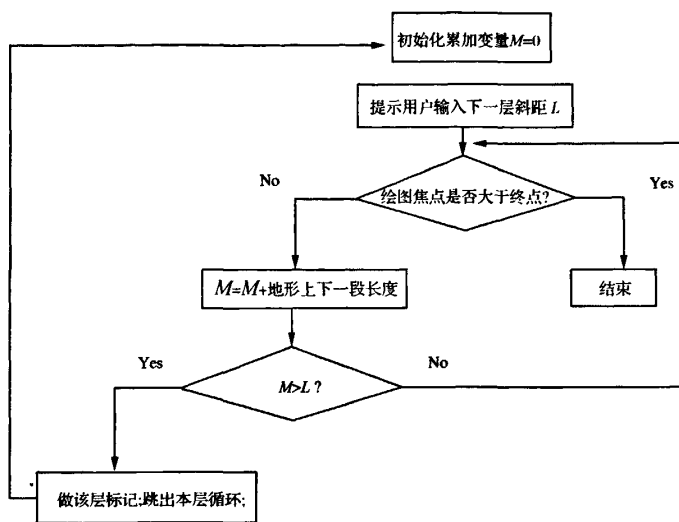 初始化累加变量M=0
提示用户输入下一层斜距 L
No
绘图焦点是否大于终点?
Yes
M=M+地形上下一段长度
结束
Yes
M>L ?
No
做该层标记;跳出本层循环;